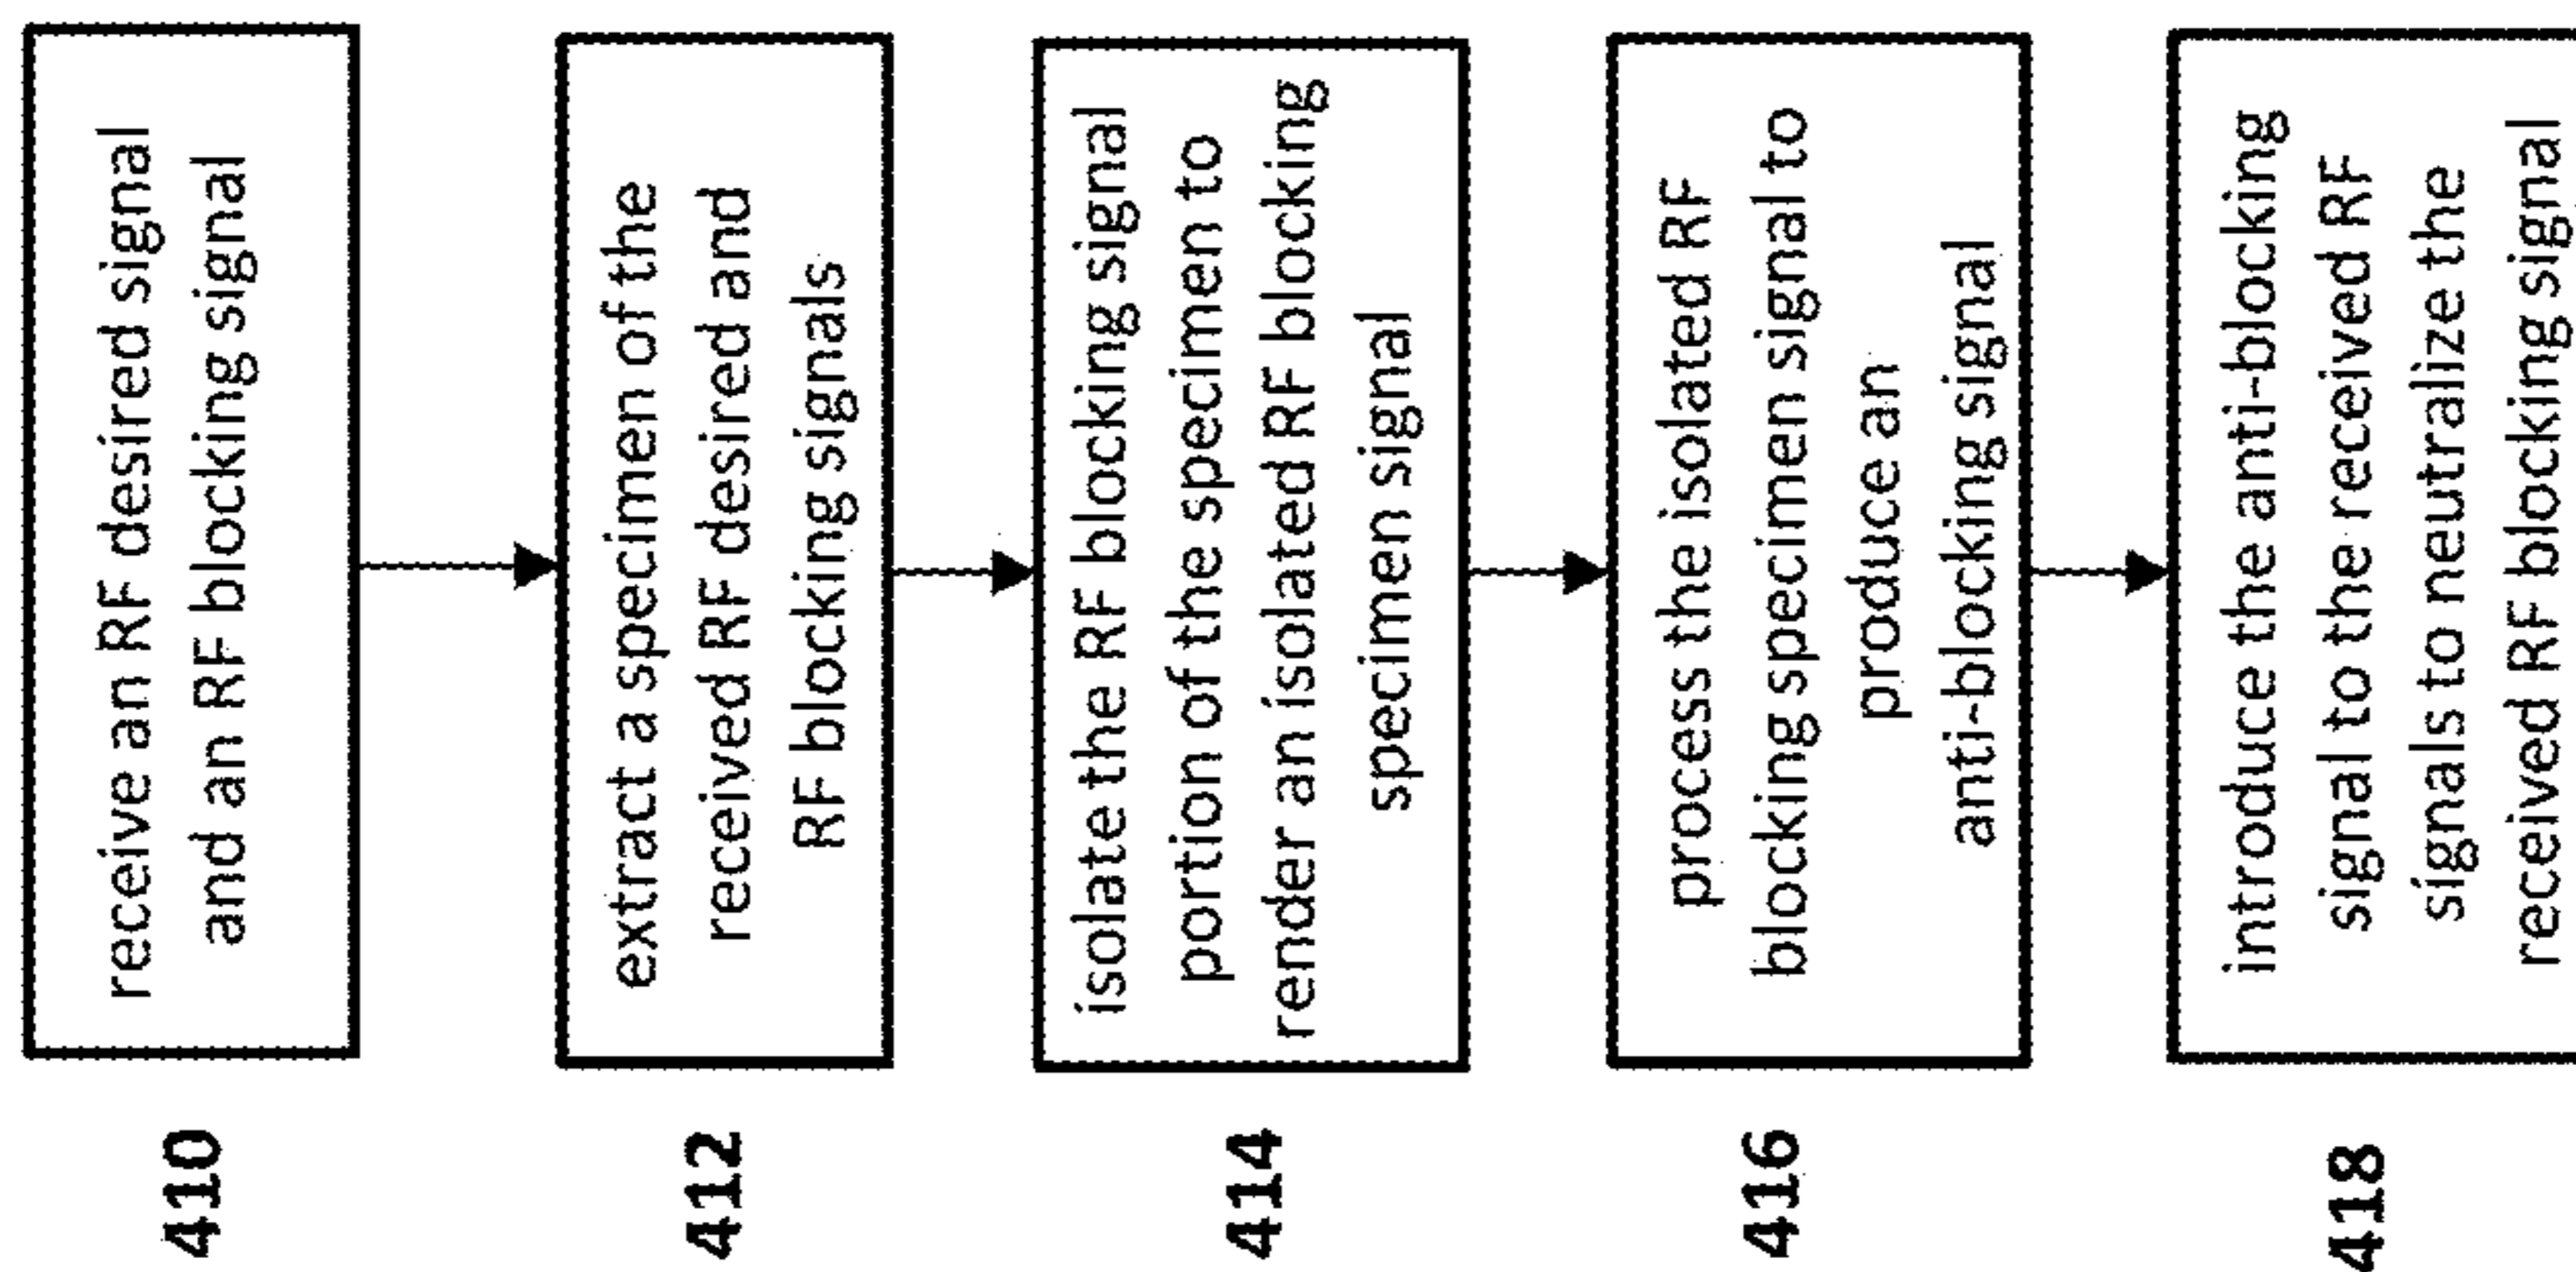 410
receive an RF desired signal
and an RF blocking signal
412
extract a specimen of the
received RF desired and
RF blocking signals
414
isolate the RF blocking signal
portion of the specimen to
render an isolated RF blocking
specimen signal
416
process the isolated RF
blocking specimen signal to
produce an
anti-blocking signal
418
introduce the anti-blocking
signal to the received RF
signals to neutralize the
received RF blocking signal